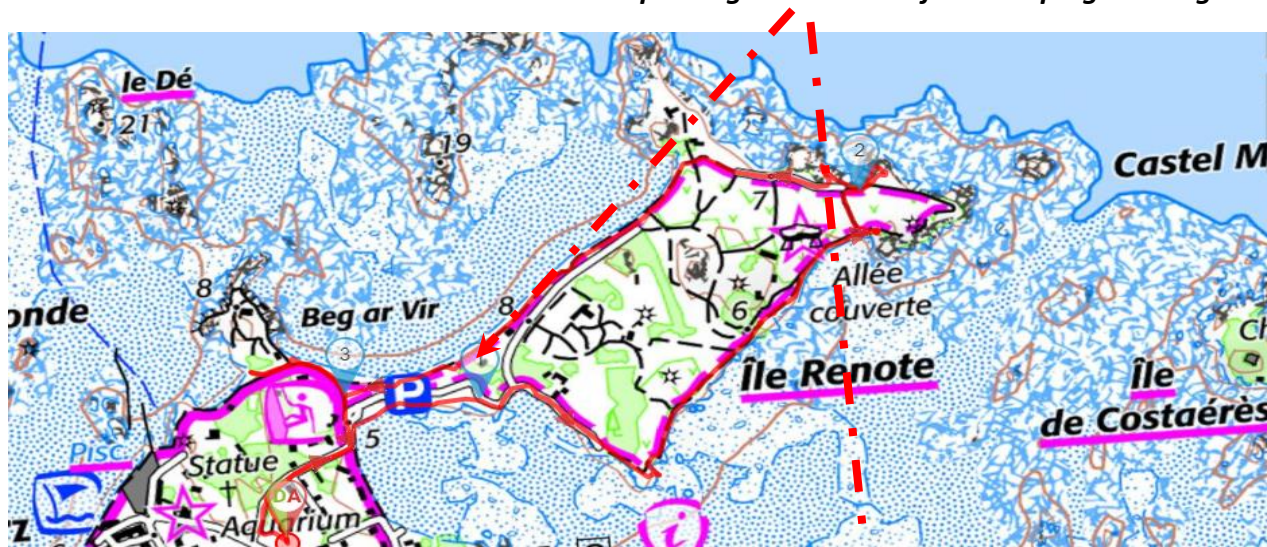 le Dé
21
19
2
Castel M
7
8
Allée
couverte
onde
Beg ar Vir
8
6
3
Île Renote
Île
de Costaérès
P
5
Pisc.
Statue
DA
Aquarium
i